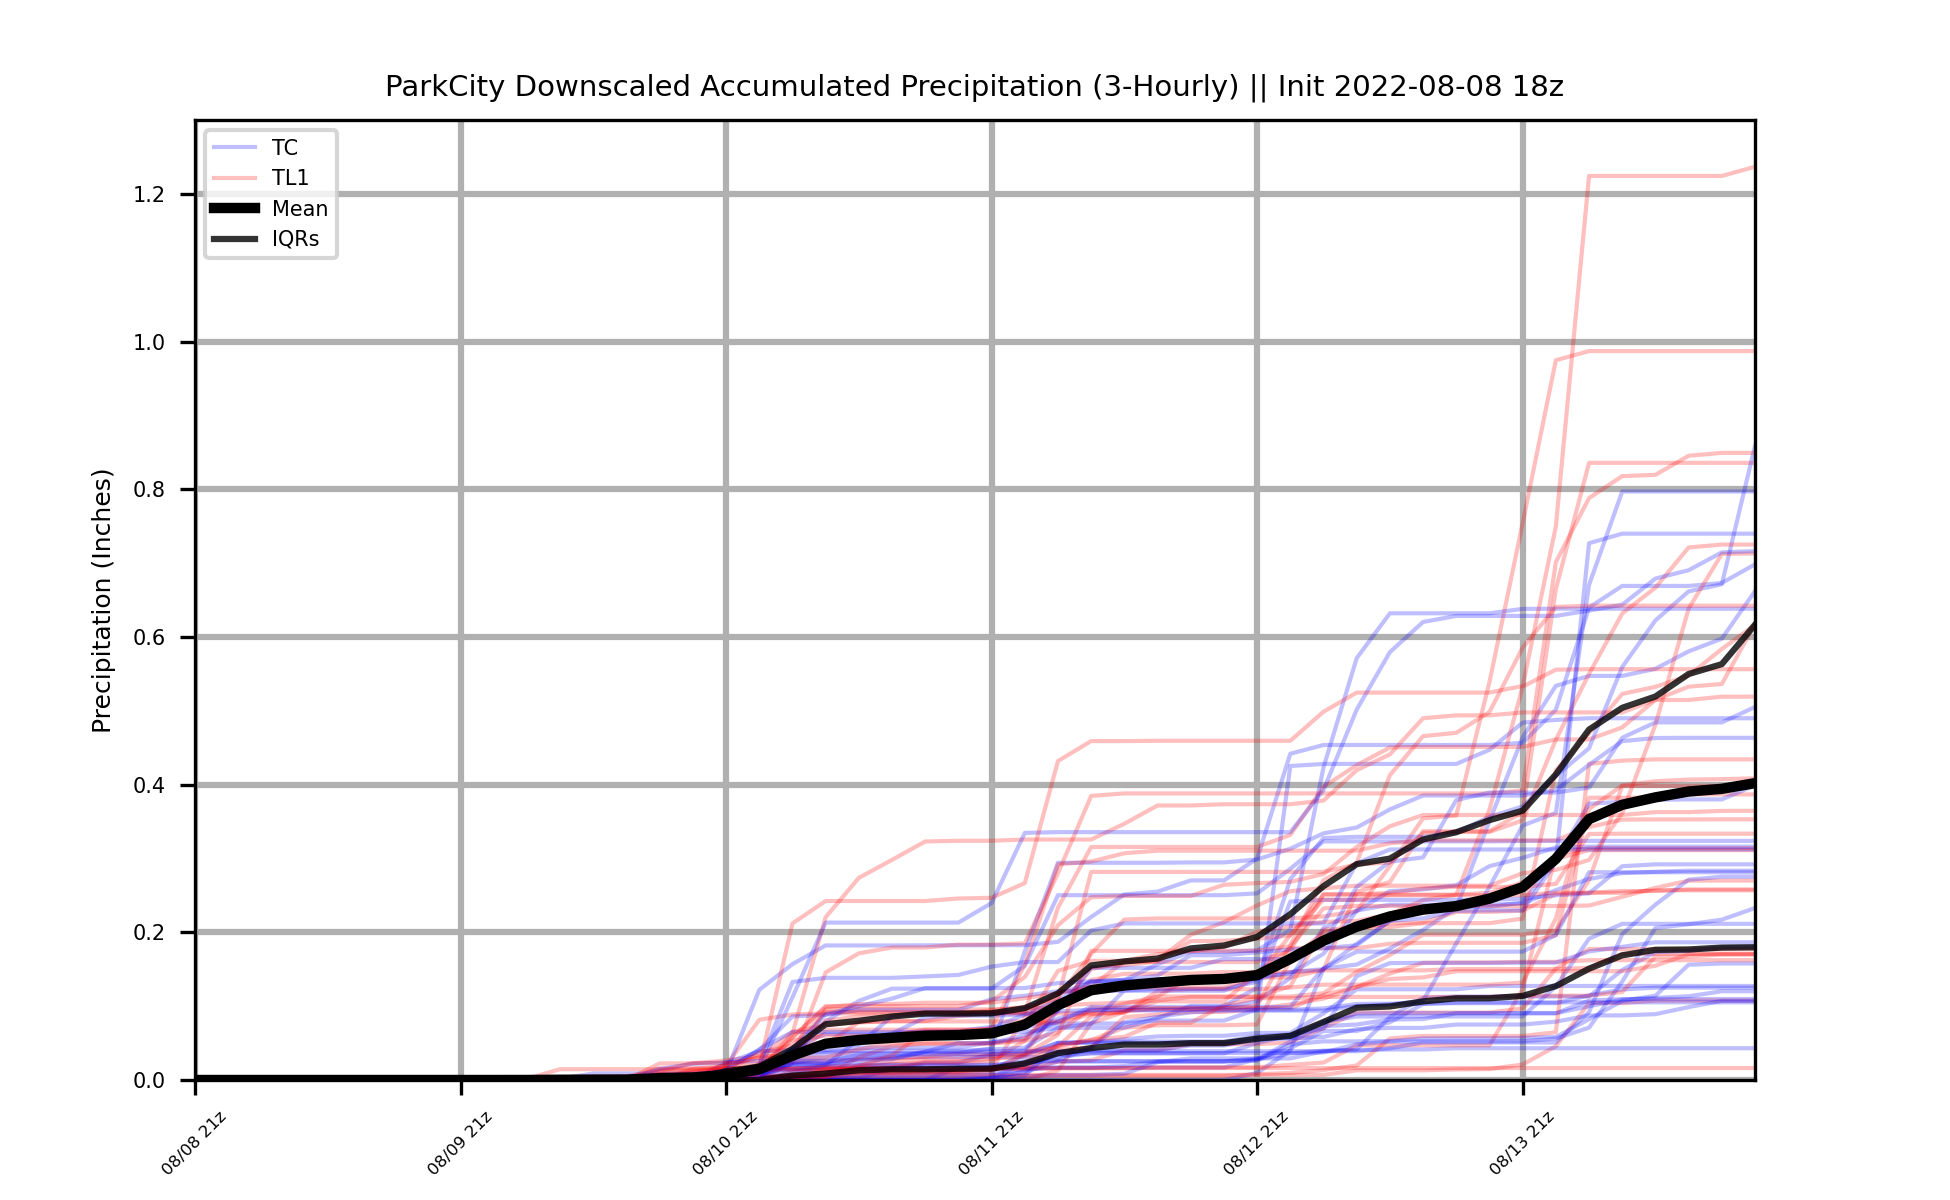 ParkCity Downscaled Accumulated Precipitation (3-Hourly) || Init 2022-08-08 18z
TC
TL1
Mean
IQRs
1.2
1.0
0.8
0.6
0.4
0.2
0.0
Precipitation (Inches)
08/08 21z
08/09 21z
08/10 21z
08/11 21z
08/12 21z
08/13 21z